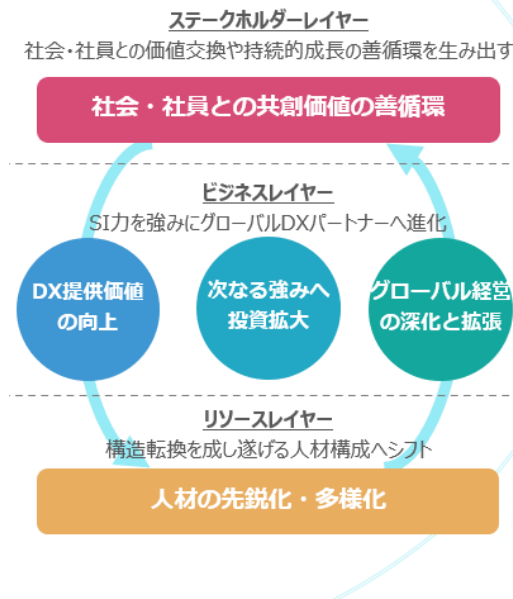 ステークホルダーレイヤー
社会・社員との価値交換や持続的成長の善循環を生み出す
社会・社員との共創価値の善循環
ビジネスレイヤー
SI力を強みにグローバルDXパートナーへ進化
DX提供価値
の向上
次なる強みへ
投資拡大
グローバル経営
の深化と拡張
リソースレイヤー
構造転換を成し遂げる人材構成へシフト
人材の先鋭化・多様化